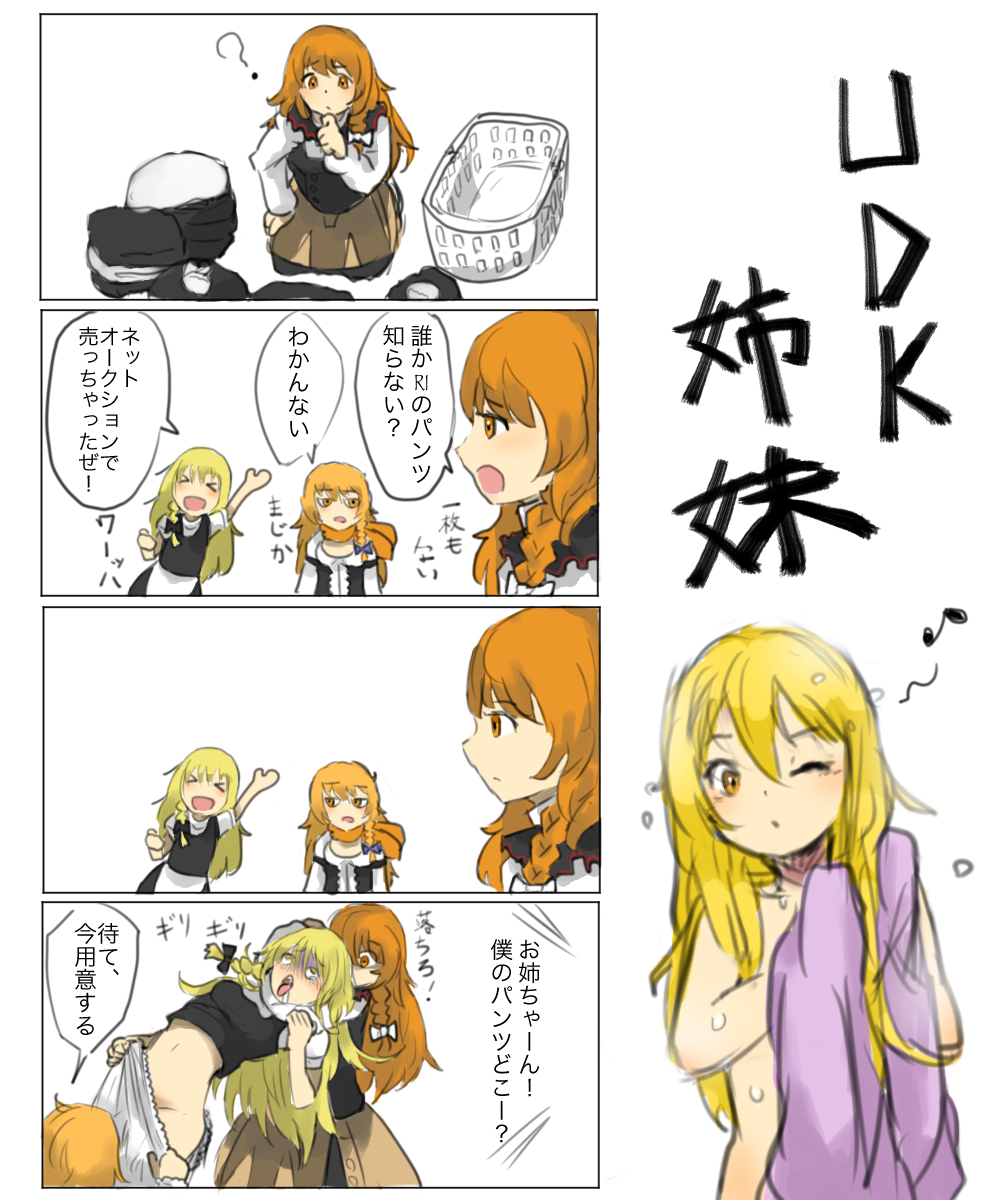 UDK
姉妹
?
誰かRIのパンツ
知らない?
一枚も
ない
わかんない
まじか
ネット
オークションで
売っちゃったぜ!
ワーッハ
お姉ちゃーん!
僕のパンツどこー?
落ちろ!
ギリ ギリ
待て、
今用意する